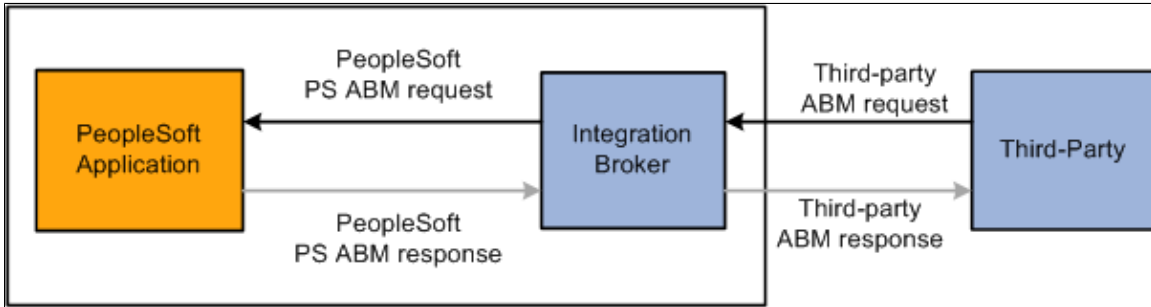 PeopleSoft
PS ABM request
Third-party
ABM request
PeopleSoft
Application
Integration
Broker
Third-Party
PeopleSoft
PS ABM response
Third-party
ABM response